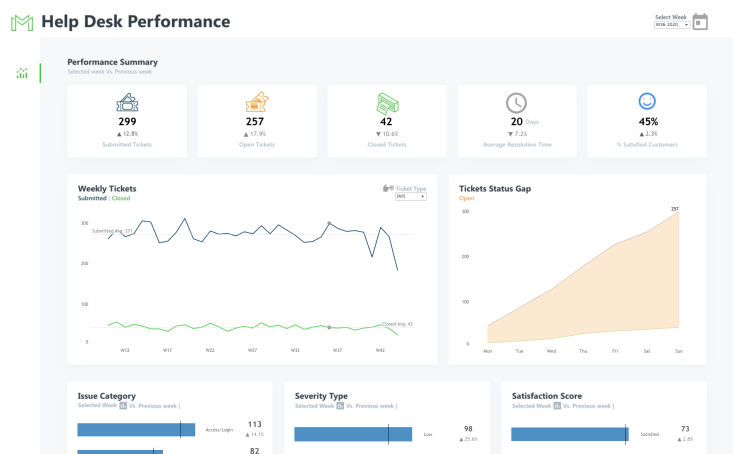 Help Desk Performance
Select Week
W36 2020
Performance Summary
Selected week Vs. Previous week
299
▲ 12.8%
Submitted Tickets
257
▲ 17.9%
Open Tickets
42
▼ 10.6%
Closed Tickets
20 Days
▼ 7.2%
Average Resolution Time
45%
▲ 2.3%
% Satisfied Customers
Weekly Tickets
Submitted | Closed
Ticket Type
(All)
300
Submitted Avg: 271
200
100
Closed Avg: 43
0
W12 W17 W22 W27 W32 W37 W42
Tickets Status Gap
Open
257
300
200
100
0
Mon Tue Wed Thu Fri Sat Sun
Issue Category
Selected Week Vs. Previous week |
Access/Login
113
▲ 14.1%
82
Severity Type
Selected Week Vs. Previous week |
Low
98
▲ 25.6%
Satisfaction Score
Selected Week Vs. Previous week |
Satisfied
73
▲ 2.8%